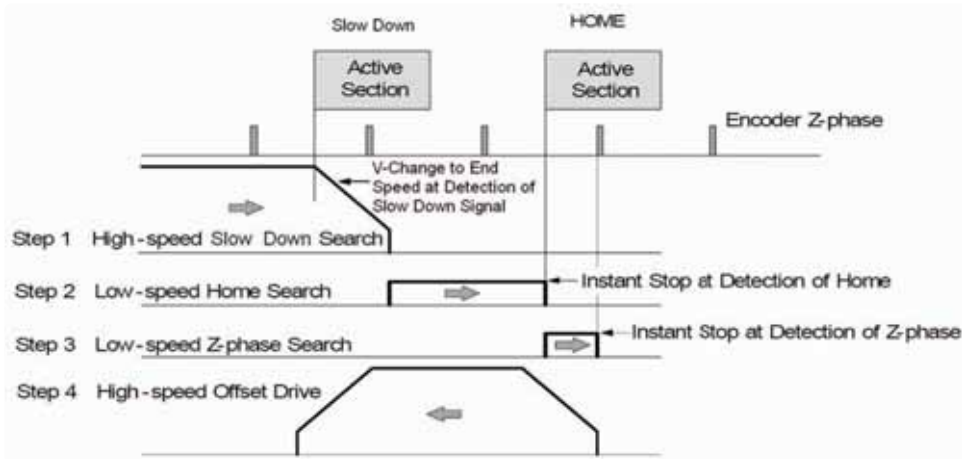 Slow Down
HOME
Active
Section
Active
Section
Encoder Z-phase
V-Change to End
Speed at Detection of
Slow Down Signal
Step 1 High-speed Slow Down Search
Step 2 Low-speed Home Search
Instant Stop at Detection of Home
Step 3 Low-speed Z-phase Search
Instant Stop at Detection of Z-phase
Step 4 High-speed Offset Drive